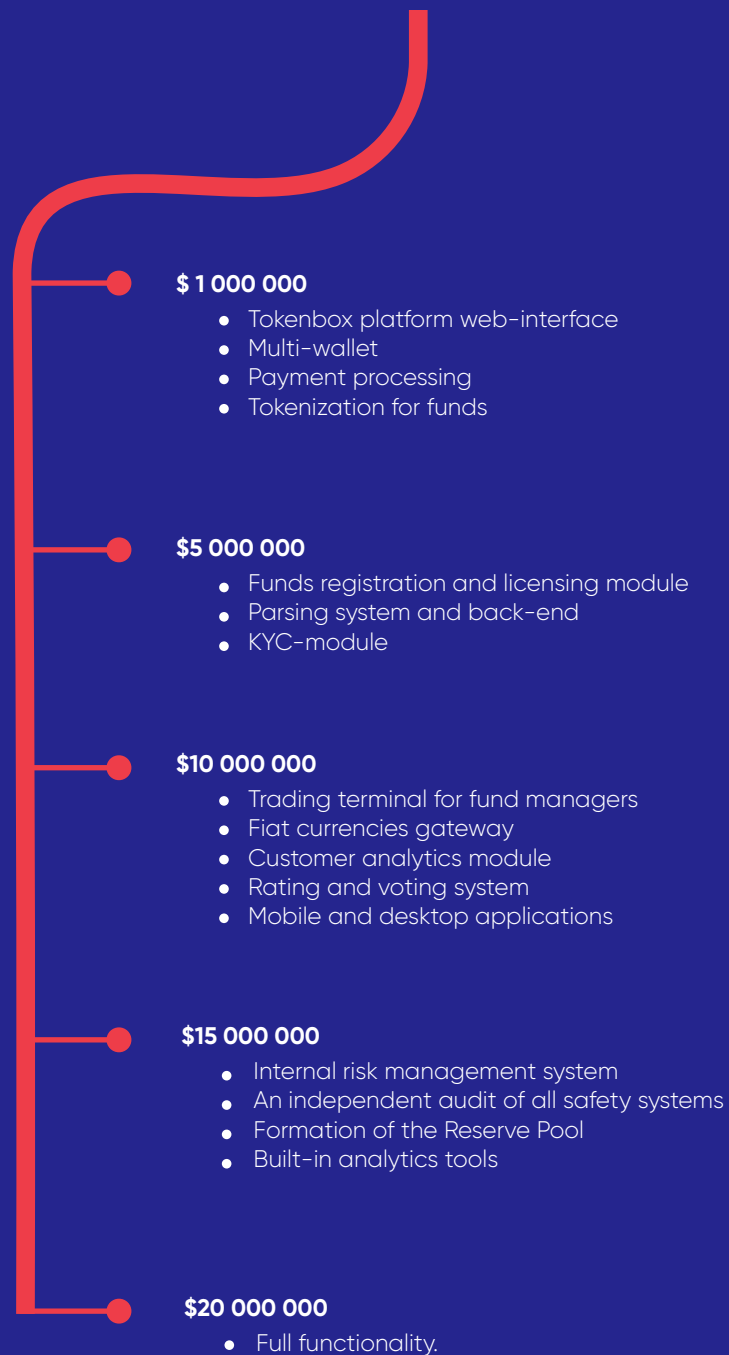 $ 1 000 000
• Tokenbox platform web-interface
• Multi-wallet
• Payment processing
• Tokenization for funds
$5 000 000
• Funds registration and licensing module
• Parsing system and back-end
• KYC-module
$10 000 000
• Trading terminal for fund managers
• Fiat currencies gateway
• Customer analytics module
• Rating and voting system
• Mobile and desktop applications
$15 000 000
• Internal risk management system
• An independent audit of all safety systems
• Formation of the Reserve Pool
• Built-in analytics tools
$20 000 000
• Full functionality.